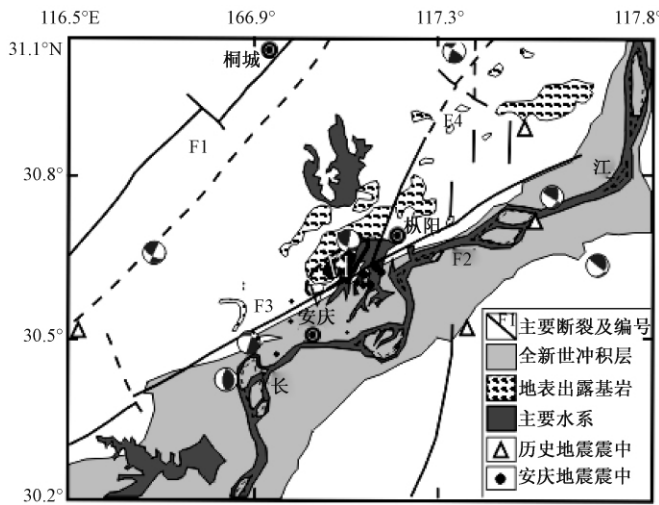 116.5°E 166.9° 117.3° 117.8°
31.1°N
桐城
F4
F1
30.8°
江
枞阳
F2
F3
安庆
30.5°
长
30.2°
F1 主要断裂及编号
全新世冲积层
地表出露基岩
主要水系
历史地震震中
安庆地震震中